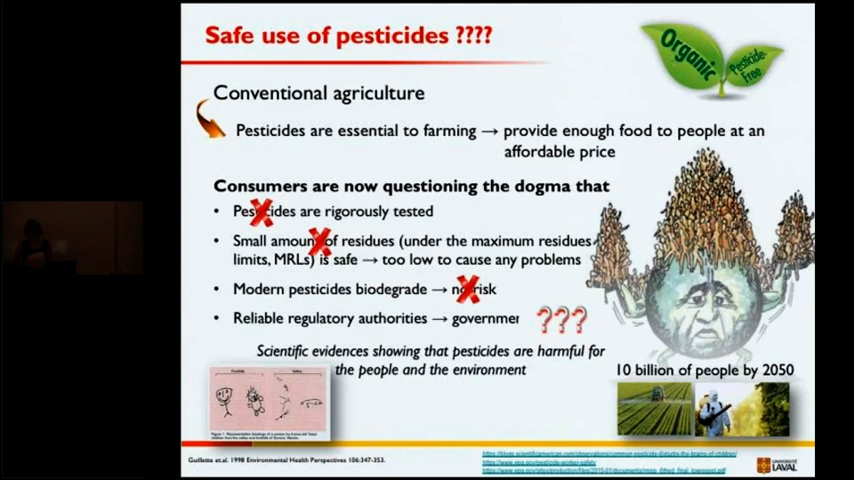 Safe use of pesticides ????
Organic
Pesticide-
Free
Conventional agriculture
Pesticides are essential to farming → provide enough food to people at an
affordable price
Consumers are now questioning the dogma that
• Pesticides are rigorously tested
• Small amount of residues (under the maximum residues
limits, MRLs) is safe → too low to cause any problems
• Modern pesticides biodegrade → no risk
• Reliable regulatory authorities → governmer ???
Scientific evidences showing that pesticides are harmful for
the people and the environment
10 billion of people by 2050
Guillette et al. 1998 Environmental Health Perspectives 106:347-353.
UNIVERSITÉ
LAVAL